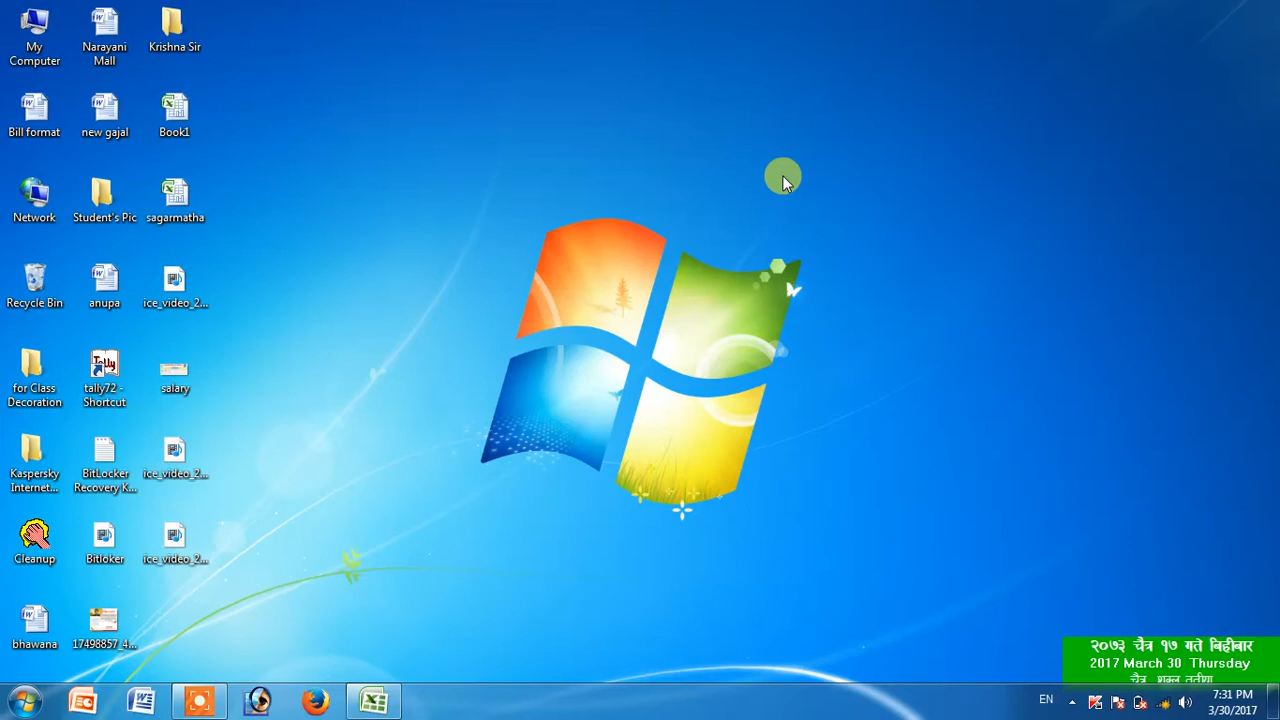 My
Computer
Narayani
Mall
Krishna Sir
Bill format
new gajal
Book1
Network
Student's Pic
sagarmatha
Recycle Bin
anupa
ice_video_2...
for Class
Decoration
Tally
tally72 -
Shortcut
salary
Kaspersky
Internet...
BitLocker
Recovery K...
ice_video_2...
Cleanup
Bitloker
ice_video_2...
bhawana
17498857_4...
२०७३ चैत्र १७ गते बिहीबार
2017 March 30 Thursday
चैत्र शुक्ल तृतीया
EN
7:31 PM
3/30/2017